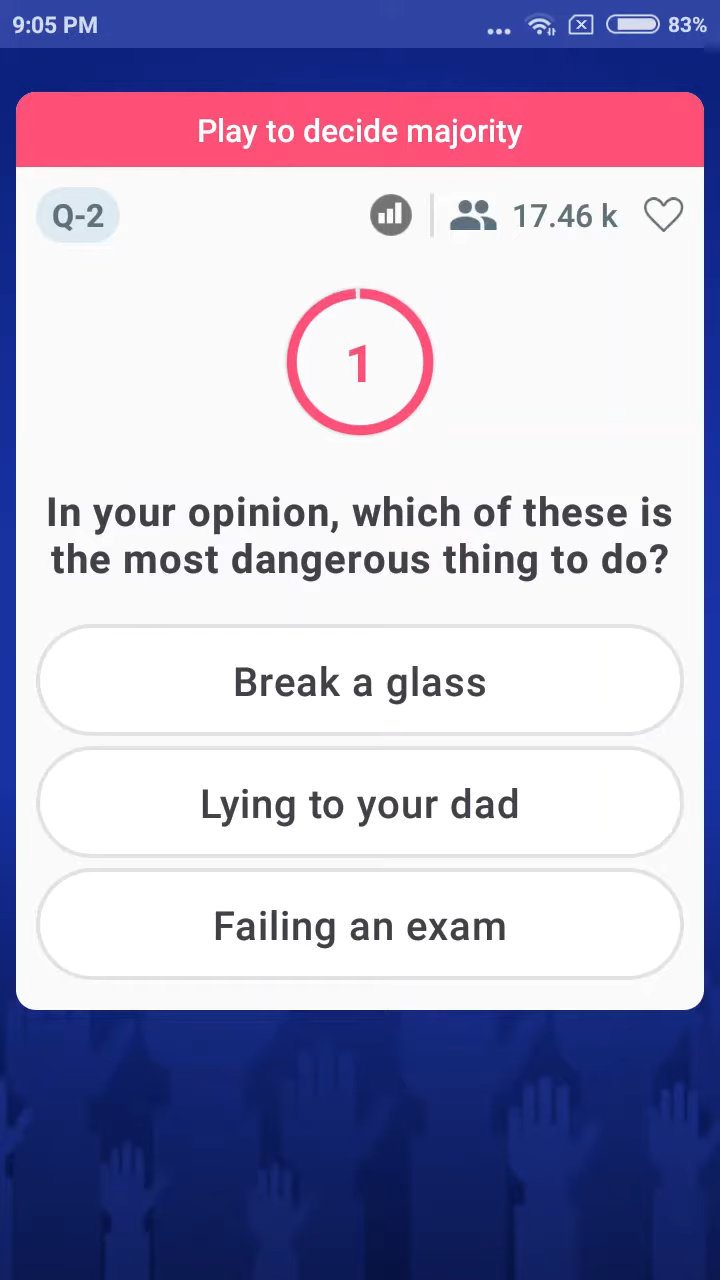 9:05 PM
83%
Play to decide majority
Q-2
17.46 k
1
In your opinion, which of these is
the most dangerous thing to do?
Break a glass
Lying to your dad
Failing an exam